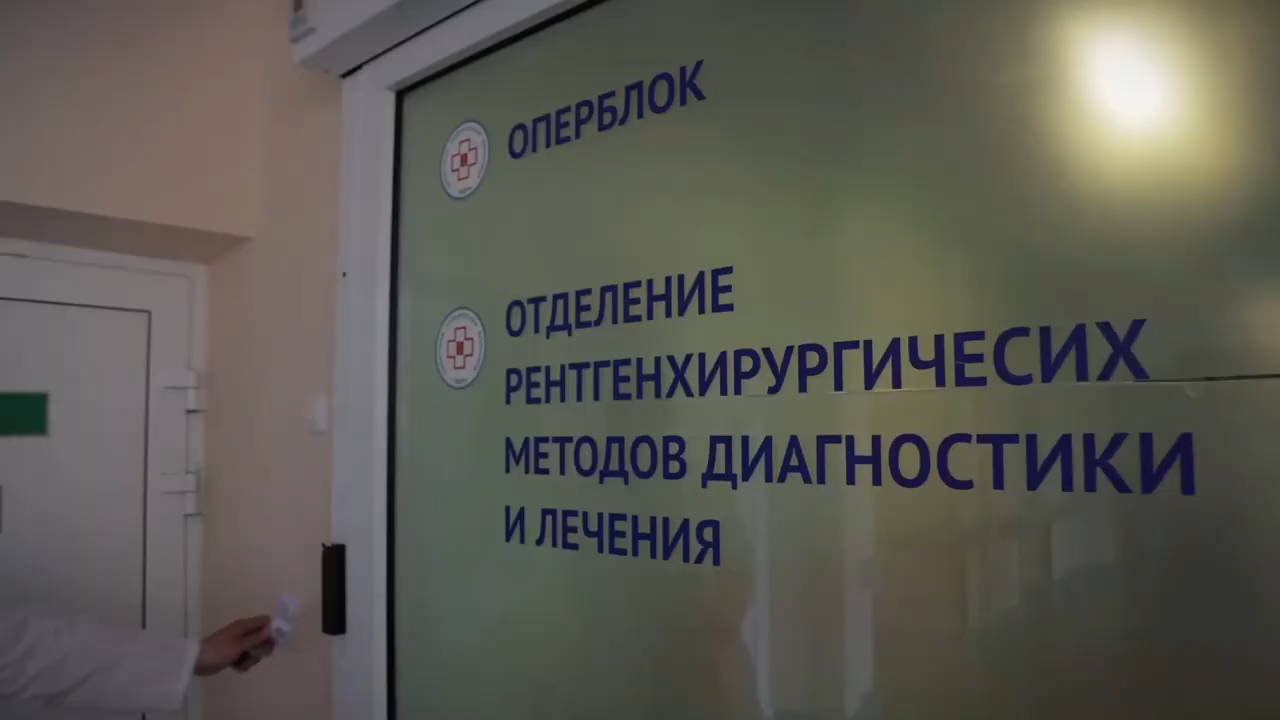 ОПЕРБЛОК
ОТДЕЛЕНИЕ
РЕНТГЕНХИРУРГИЧЕСИХ
МЕТОДОВ ДИАГНОСТИКИ
И ЛЕЧЕНИЯ